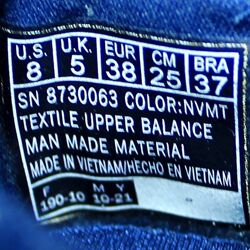 U.S. U.K. EUR CM BRA
8 5 38 25 37
SN 8730063 COLOR:NVMT
TEXTILE UPPER BALANCE
MAN MADE MATERIAL
MADE IN VIETNAM/HECHO EN VIETNAM
F M Y
190-10 10-21